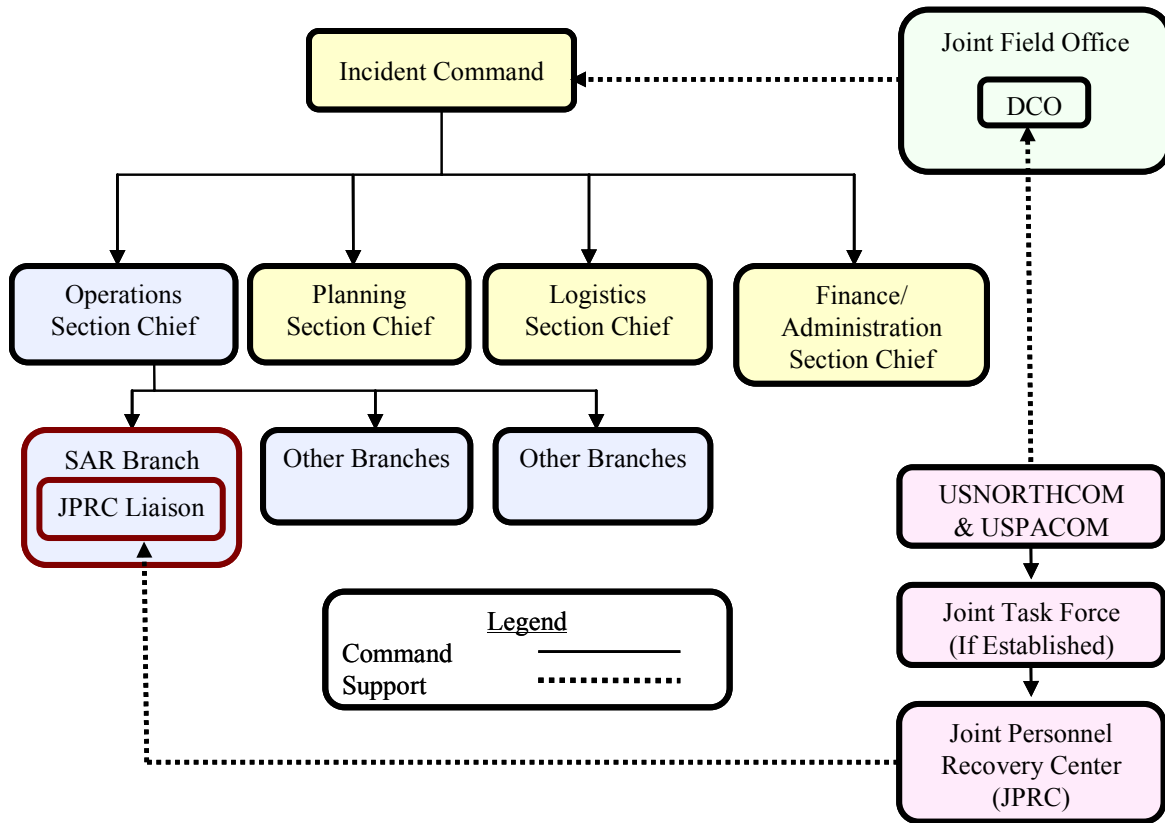 Joint Field Office
DCO
Incident Command
Operations
Section Chief
Planning
Section Chief
Logistics
Section Chief
Finance/
Administration
Section Chief
SAR Branch
JPRC Liaison
Other Branches
Other Branches
USNORTHCOM
& USPACOM
Joint Task Force
(If Established)
Joint Personnel
Recovery Center
(JPRC)
Legend
Command
Support